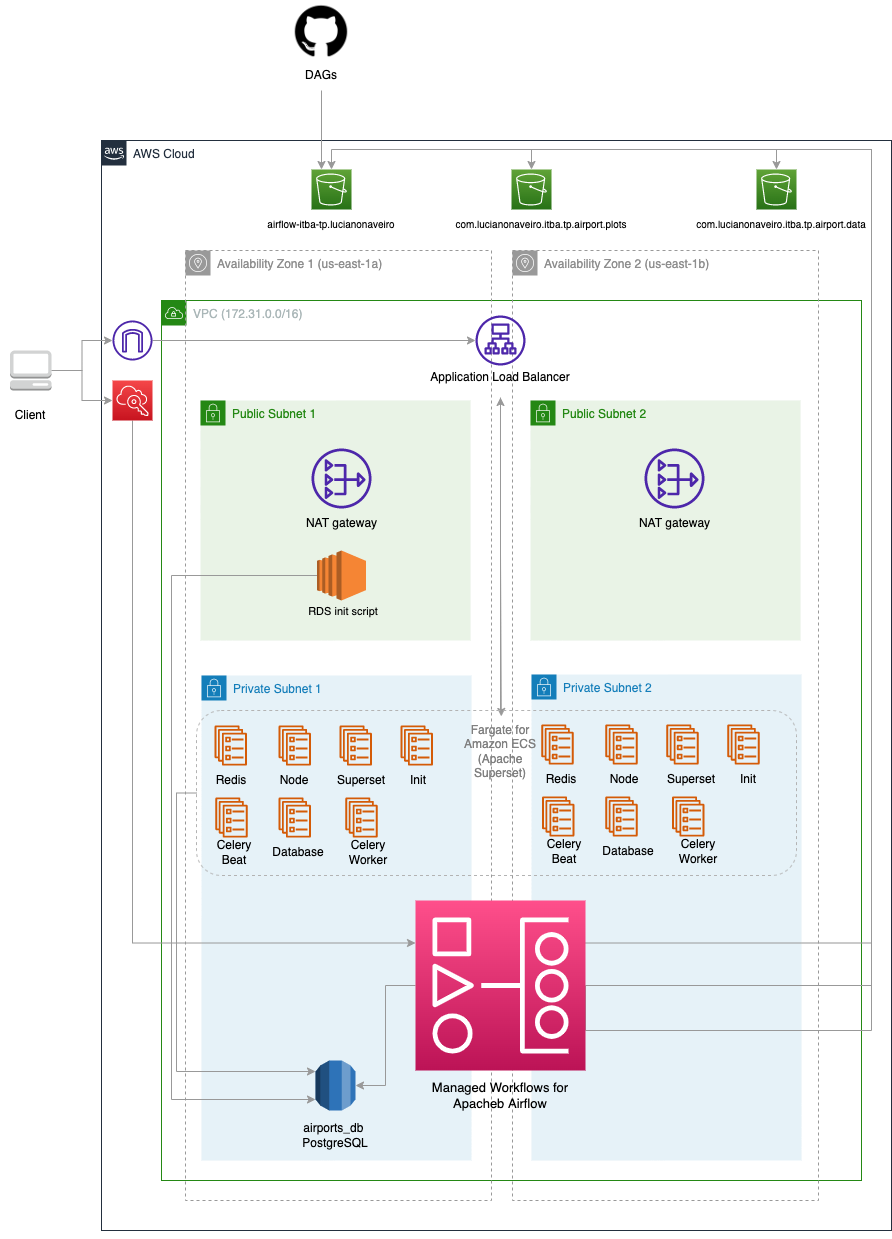 DAGs
aws
AWS Cloud
airflow-itba-tp.lucianonaveiro
com.lucianonaveiro.itba.tp.airport.plots
com.lucianonaveiro.itba.tp.airport.data
Availability Zone 1 (us-east-1a)
Availability Zone 2 (us-east-1b)
VPC (172.31.0.0/16)
Client
Application Load Balancer
Public Subnet 1
Public Subnet 2
NAT gateway
NAT gateway
RDS init script
Private Subnet 1
Private Subnet 2
Fargate for
Amazon ECS
(Apache
Superset)
Redis
Node
Superset
Init
Celery
Beat
Database
Celery
Worker
Redis
Node
Superset
Init
Celery
Beat
Database
Celery
Worker
Managed Workflows for
Apacheb Airflow
airports_db
PostgreSQL